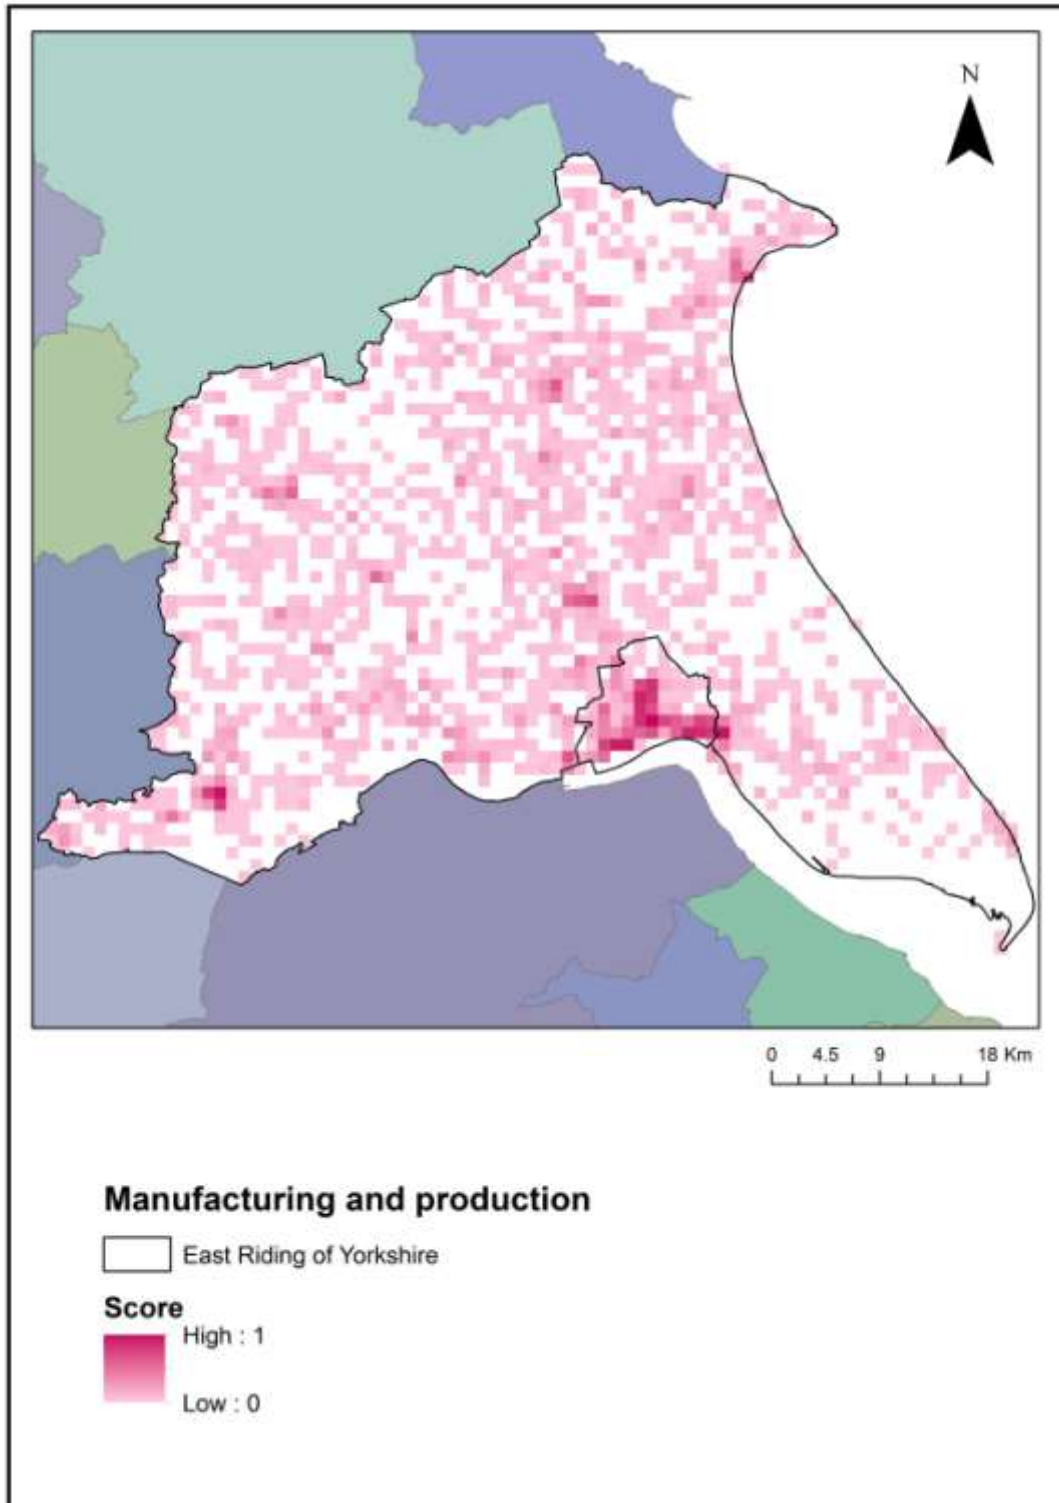 N
0 4.5 9 18 Km
Manufacturing and production
East Riding of Yorkshire
Score
High : 1
Low : 0